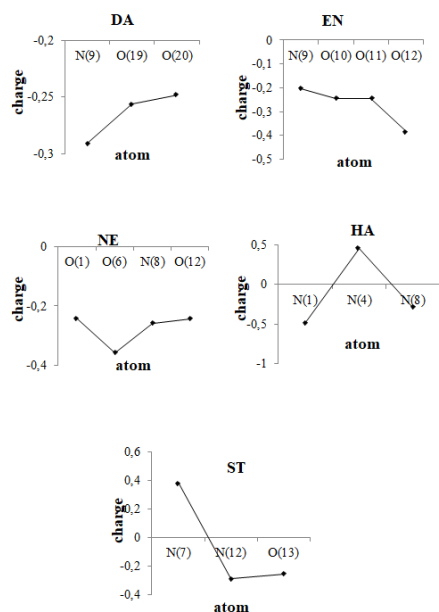 DA
-0,2
N(9) O(19) O(20)
-0,25
-0,3
charge
atom
EN
0
N(9) O(10) O(11) O(12)
-0,1
-0,2
-0,3
-0,4
-0,5
charge
atom
NE
0
O(1) O(6) N(8) O(12)
-0,2
-0,4
charge
atom
HA
0,5
0
N(1) N(4) N(8)
-0,5
-1
charge
atom
ST
0,6
0,4
0,2
0
N(7) N(12) O(13)
-0,2
-0,4
charge